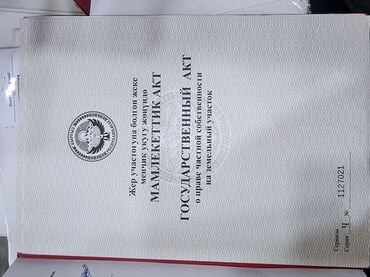 Жер участогуна болгон жеке
менчик укугу жөнүндө
МАМЛЕКЕТТИК АКТ
ГОСУДАРСТВЕННЫЙ АКТ
о праве частной собственности
на земельный участок
Сериясы
Серия Ч № 1127021